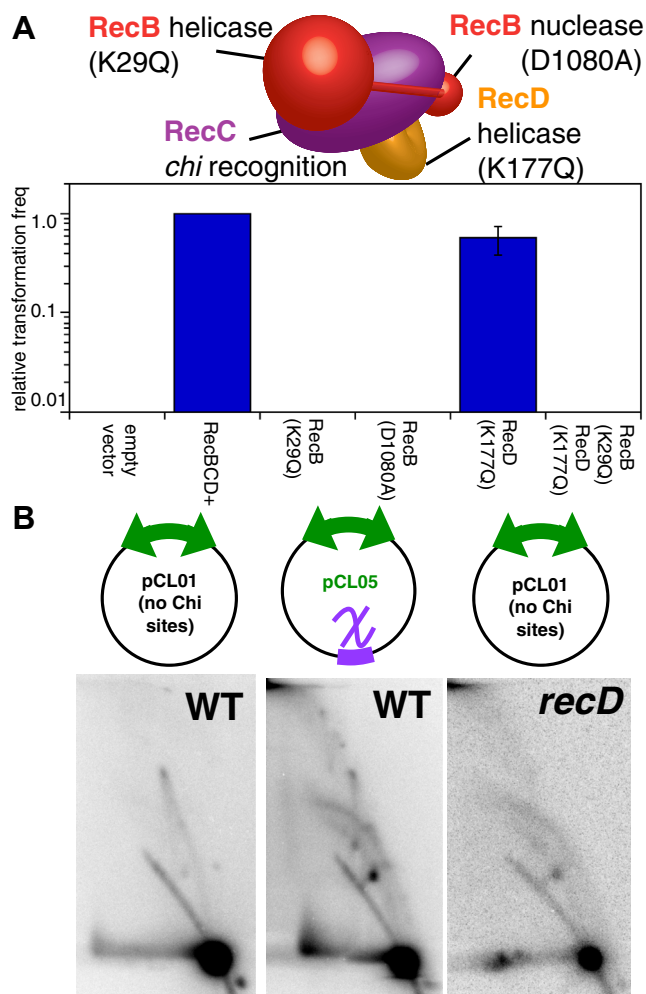 A
RecB helicase
(K29Q)
RecB nuclease
(D1080A)
RecD
helicase
(K177Q)
RecC
chi recognition
relative transformation freq
1.0
0.1
0.01
empty
vector
RecBCD+
RecB
(K29Q)
RecB
(D1080A)
RecD
(K177Q)
RecB
(K29Q)
RecD
(K177Q)
B
pCL01
(no Chi
sites)
pCL05
χ
pCL01
(no Chi
sites)
WT
WT
recD